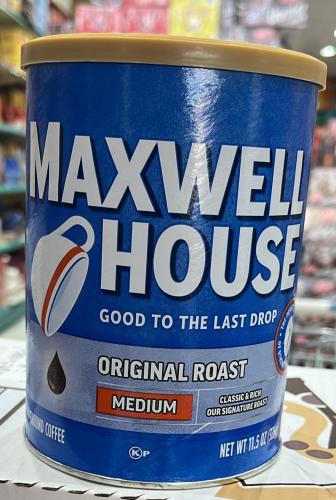 MAXWELL
HOUSE
GOOD TO THE LAST DROP
ORIGINAL ROAST
MEDIUM
CLASSIC & RICH
OUR SIGNATURE ROAST
COFFEE
K P
NET WT 11.5 OZ